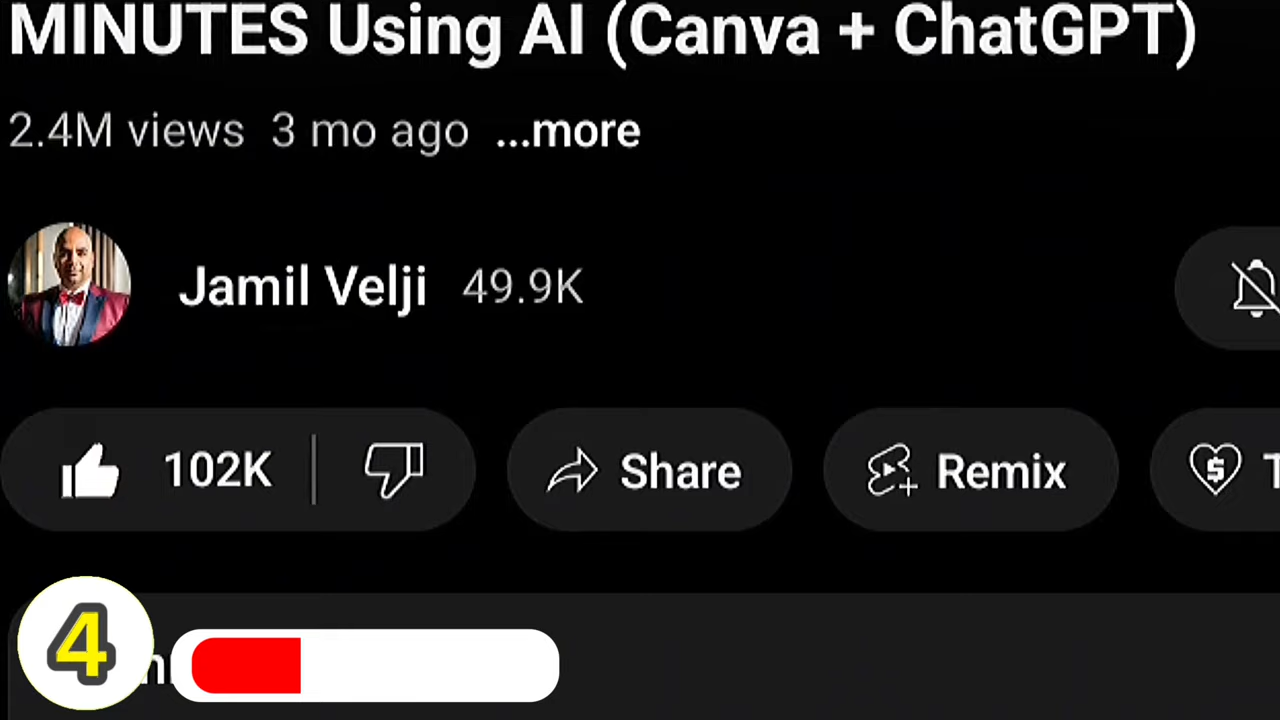 MINUTES Using AI (Canva + ChatGPT)
2.4M views 3 mo ago ...more
Jamil Velji 49.9K
102K Share Remix
4